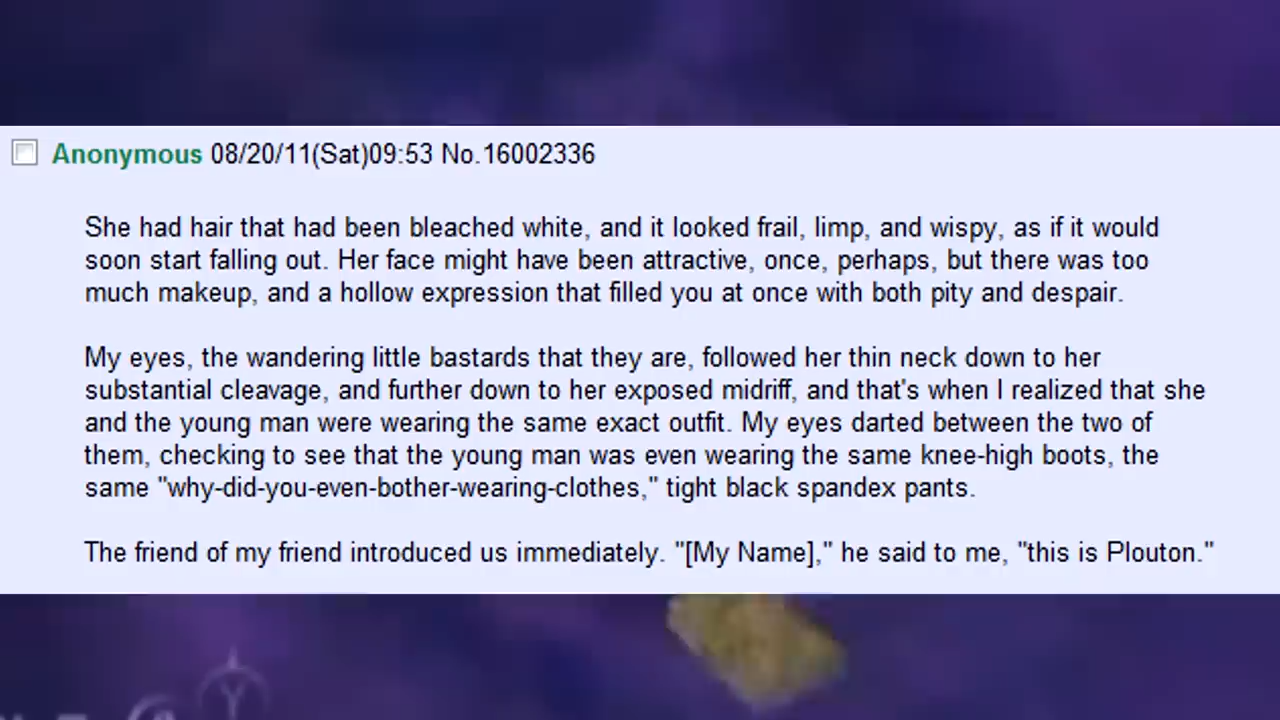 Anonymous 08/20/11(Sat)09:53 No.16002336
She had hair that had been bleached white, and it looked frail, limp, and wispy, as if it would
soon start falling out. Her face might have been attractive, once, perhaps, but there was too
much makeup, and a hollow expression that filled you at once with both pity and despair.
My eyes, the wandering little bastards that they are, followed her thin neck down to her
substantial cleavage, and further down to her exposed midriff, and that's when I realized that she
and the young man were wearing the same exact outfit. My eyes darted between the two of
them, checking to see that the young man was even wearing the same knee-high boots, the
same "why-did-you-even-bother-wearing-clothes," tight black spandex pants.
The friend of my friend introduced us immediately. "[My Name]," he said to me, "this is Plouton."
Y